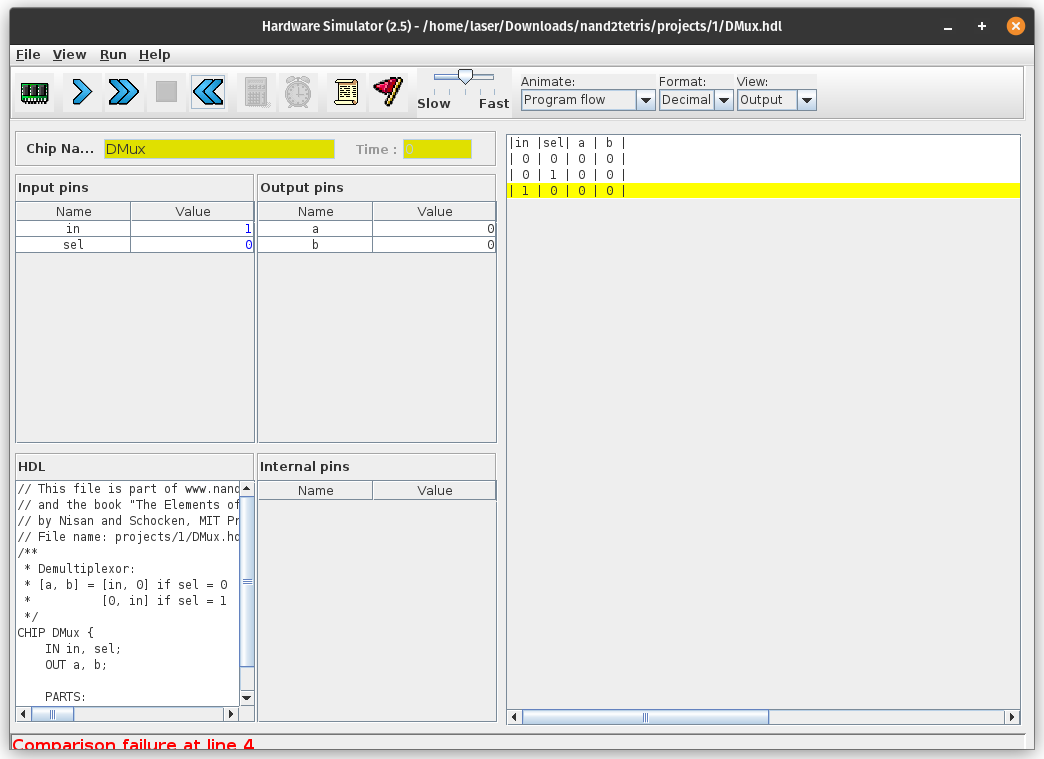 Hardware Simulator (2.5) - /home/laser/Downloads/nand2tetris/projects/1/DMux.hdl
File View Run Help
Slow Fast
Animate: Format: View:
Program flow Decimal Output
Chip Na... DMux Time : 0
Input pins
Name Value
in 1
sel 0
Output pins
Name Value
a 0
b 0
|in |sel| a | b |
| 0 | 0 | 0 | 0 |
| 0 | 1 | 0 | 0 |
| 1 | 0 | 0 | 0 |
HDL
// This file is part of www.nand
// and the book "The Elements of
// by Nisan and Schocken, MIT Pr
// File name: projects/1/DMux.hd
/**
* Demultiplexor:
* [a, b] = [in, 0] if sel = 0
* [0, in] if sel = 1
*/
CHIP DMux {
IN in, sel;
OUT a, b;
PARTS:
Internal pins
Name Value
Comparison failure at line 4